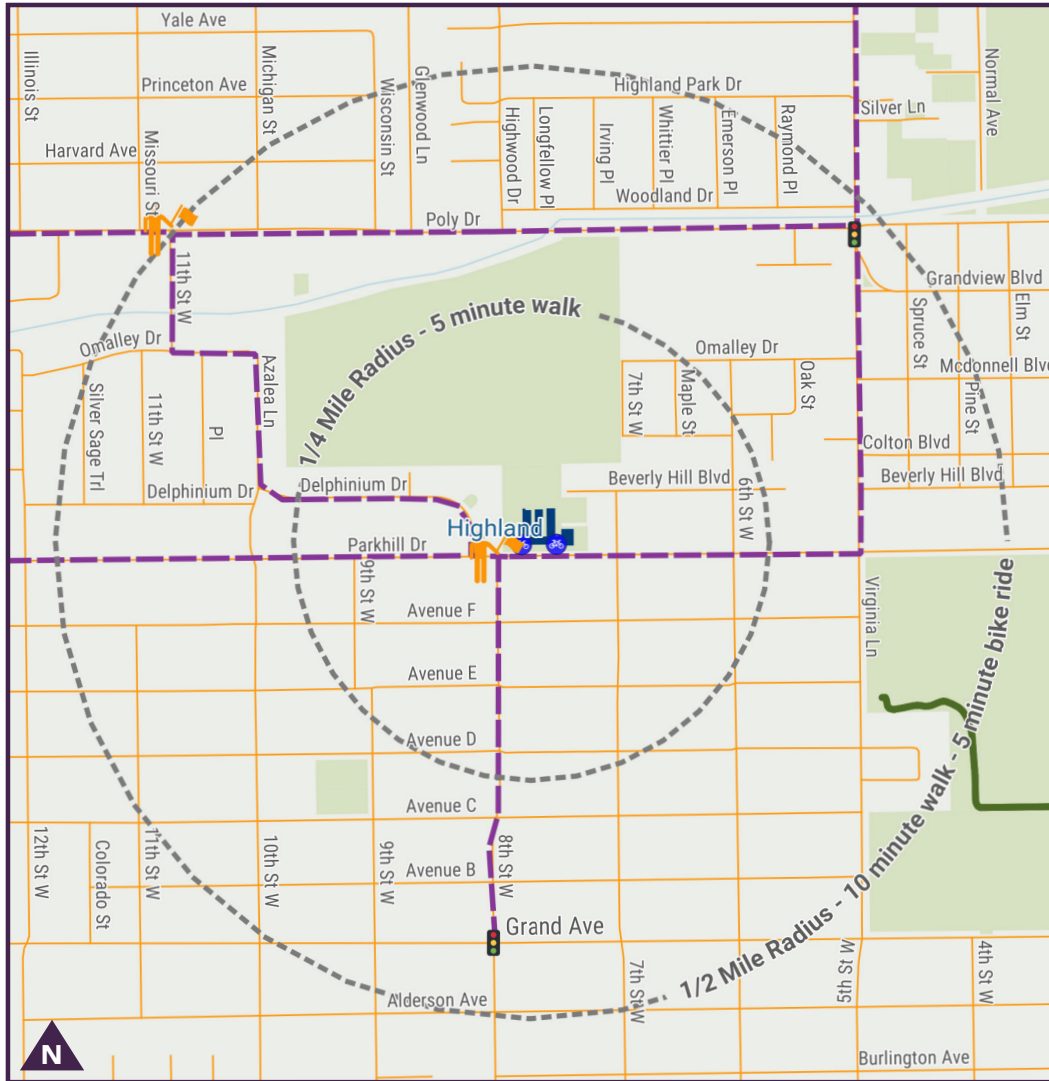 Yale Ave
Illinois St
Michigan St
Princeton Ave
Wisconsin St
Glenwood Ln
Highland Park Dr
Normal Ave
Silver Ln
Missouri St
Harvard Ave
Highwood Dr
Longfellow Pl
Irving Pl
Whittier Pl
Emerson Pl
Raymond Pl
Woodland Dr
Poly Dr
11th St W
Grandview Blvd
Spruce St
Elm St
1/4 Mile Radius - 5 minute walk
Omalley Dr
Omalley Dr
Azalea Ln
Mcdonnell Blvd
Silver Sage Trl
11th St W
Pl
7th St W
Maple St
Oak St
Pine St
Colton Blvd
Delphinium Dr
Delphinium Dr
Beverly Hill Blvd
Beverly Hill Blvd
6th St W
Highland
Parkhill Dr
9th St W
Avenue F
Virginia Ln
Avenue E
Avenue D
Avenue C
12th St W
Colorado St
11th St W
10th St W
9th St W
8th St W
Avenue B
Grand Ave
1/2 Mile Radius - 10 minute walk - 5 minute bike ride
7th St W
5th St W
4th St W
Alderson Ave
Burlington Ave
N